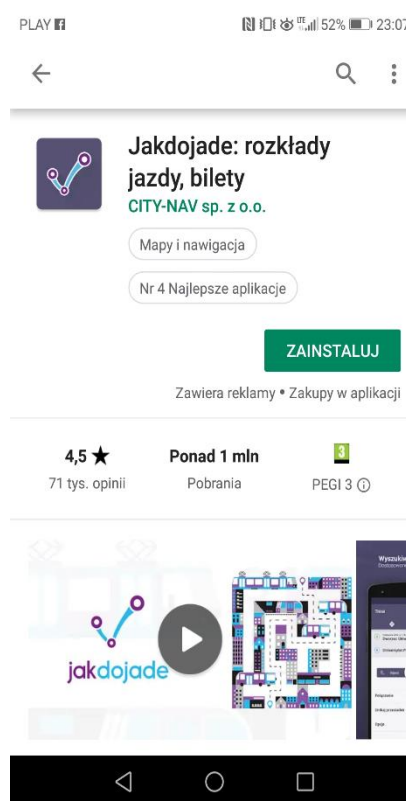 PLAY
LTE 52% 23:07
Jakdojade: rozkłady
jazdy, bilety
CITY-NAV sp. z o.o.
Mapy i nawigacja
Nr 4 Najlepsze aplikacje
ZAINSTALUJ
Zawiera reklamy • Zakupy w aplikacji
4,5 ★
71 tys. opinii
Ponad 1 mln
Pobrania
3
PEGI 3
jakdojade